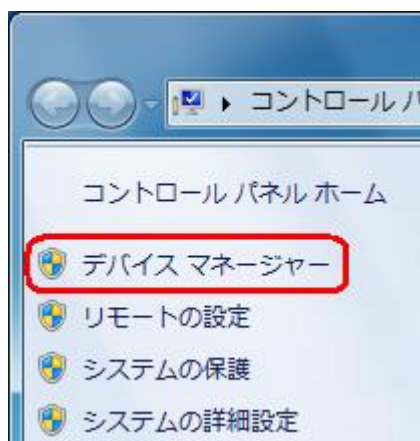 コントロール パ
コントロール パネル ホーム
デバイス マネージャー
リモートの設定
システムの保護
システムの詳細設定